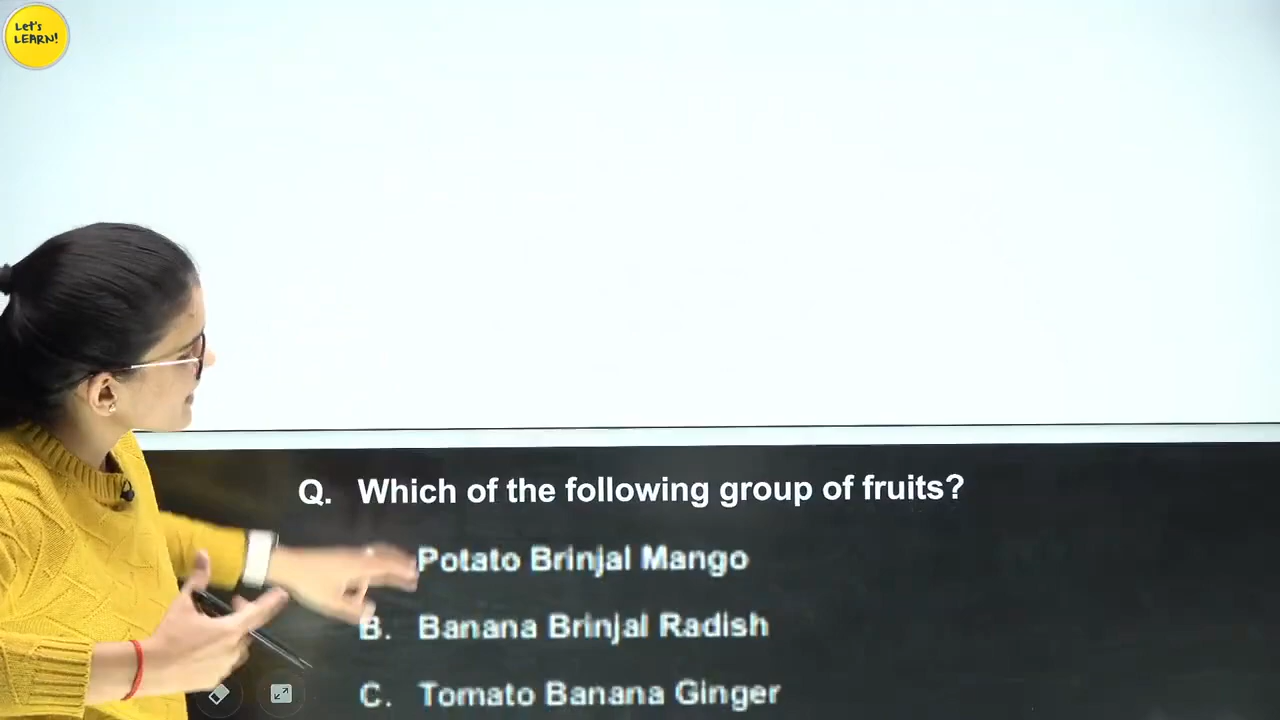 Let's
LEARN!
Q. Which of the following group of fruits?
Potato Brinjal Mango
B. Banana Brinjal Radish
C. Tomato Banana Ginger